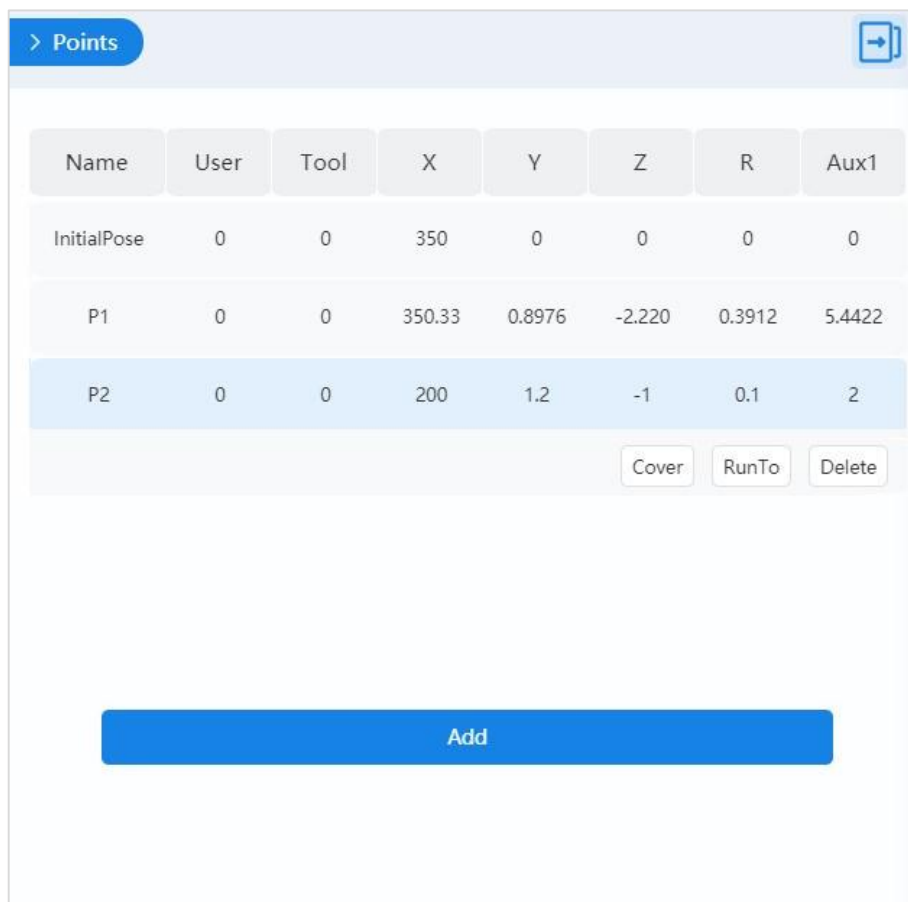 Points
Name User Tool X Y Z R Aux1
InitialPose 0 0 350 0 0 0 0
P1 0 0 350.33 0.8976 -2.220 0.3912 5.4422
P2 0 0 200 1.2 -1 0.1 2
Cover RunTo Delete
Add